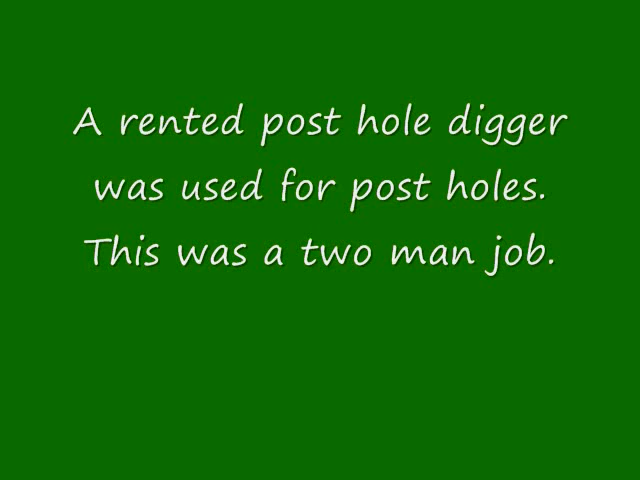 A rented post hole digger
was used for post holes.
This was a two man job.